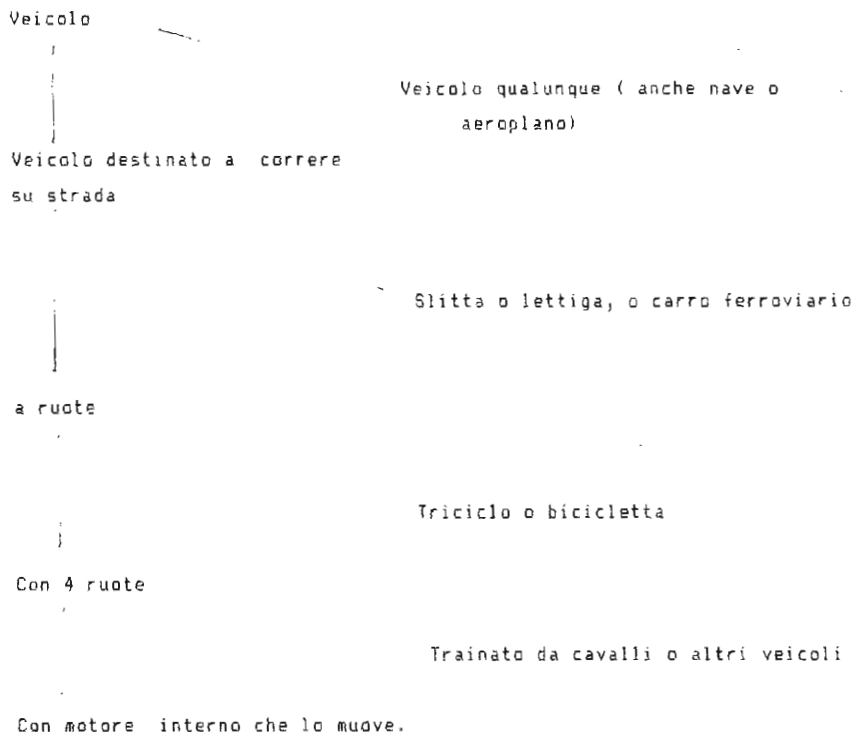 Veicolo
Veicolo qualunque ( anche nave o
aeroplano)
Veicolo destinato a correre
su strada
Slitta o lettiga, o carro ferroviario
a ruote
Triciclo o bicicletta
Con 4 ruote
Trainato da cavalli o altri veicoli
Con motore interno che lo muove.